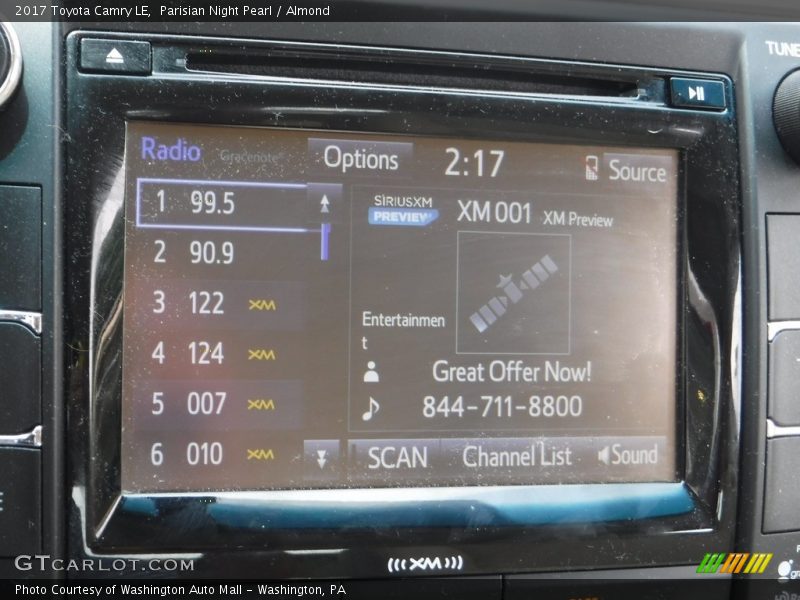 2017 Toyota Camry LE, Parisian Night Pearl / Almond
TUNE
Radio
Gracenote®
Options
2:17
Source
1 99.5
2 90.9
3 122 XM
4 124 XM
5 007 XM
6 010 XM
SIRIUSXM
PREVIEW
XM001 XM Preview
Entertainmen
t
Great Offer Now!
844-711-8800
SCAN
Channel List
Sound
(((XM)))
GTCARLOT.COM
Photo Courtesy of Washington Auto Mall - Washington, PA